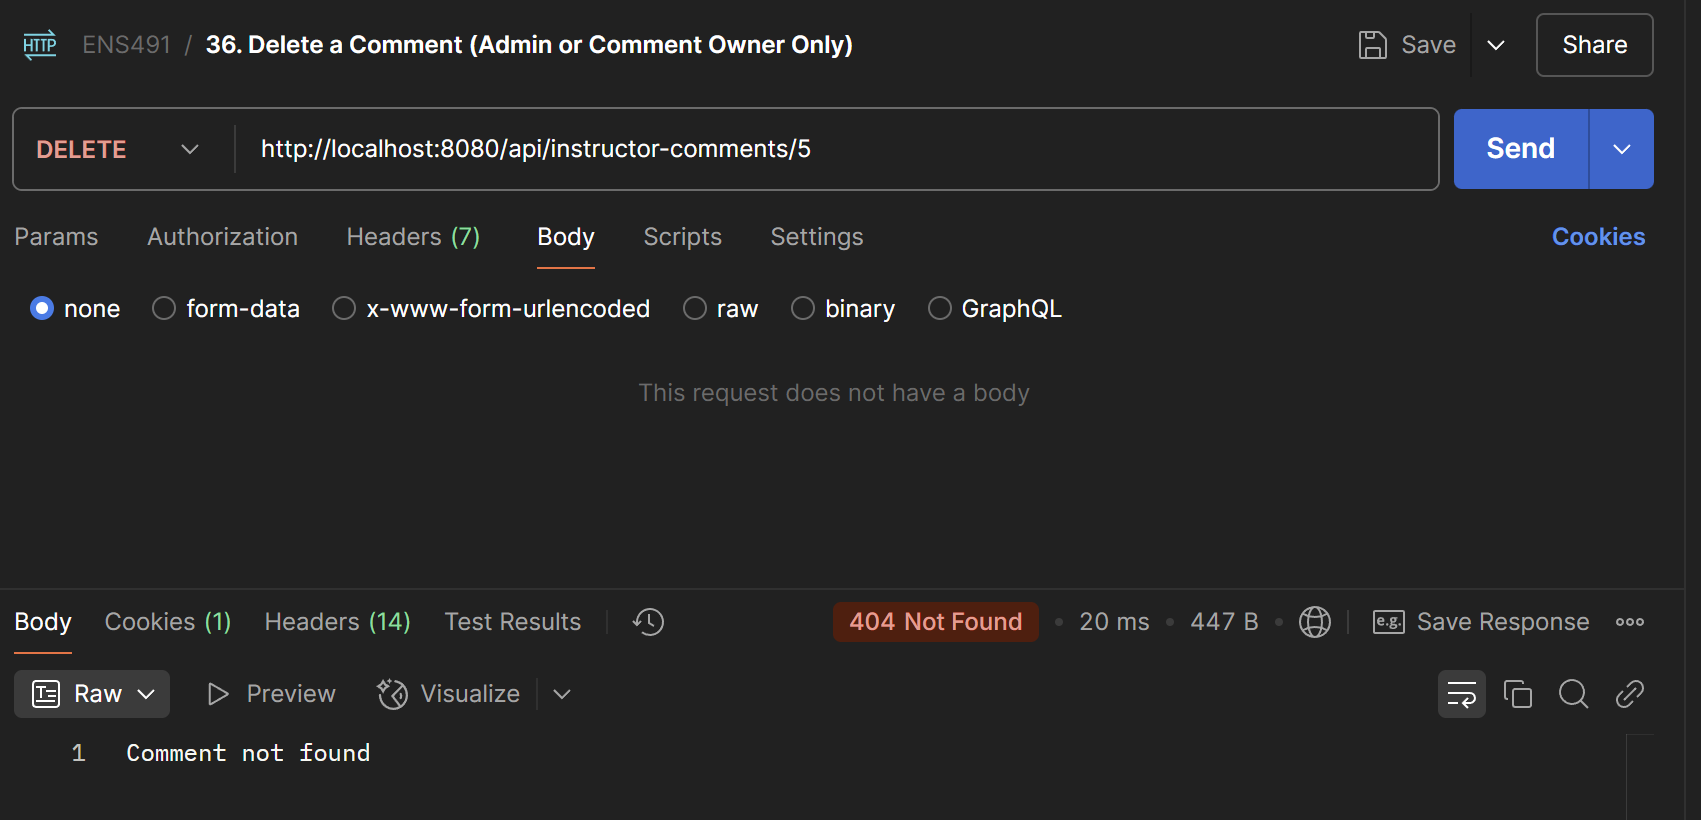 HTTP ENS491 / 36. Delete a Comment (Admin or Comment Owner Only) Save Share
DELETE http://localhost:8080/api/instructor-comments/5 Send
Params Authorization Headers (7) Body Scripts Settings Cookies
none form-data x-www-form-urlencoded raw binary GraphQL
This request does not have a body
Body Cookies (1) Headers (14) Test Results 404 Not Found • 20 ms • 447 B • e.g. Save Response
Raw Preview Visualize
1 Comment not found